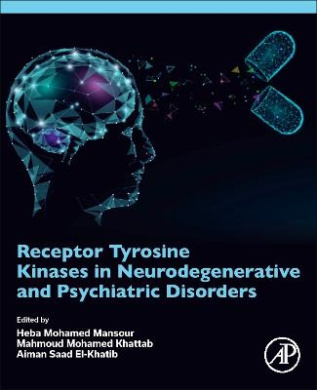 Receptor Tyrosine
Kinases in Neurodegenerative
and Psychiatric Disorders
Edited by
Heba Mohamed Mansour
Mahmoud Mohamed Khattab
Aiman Saad El-Khatib
AP